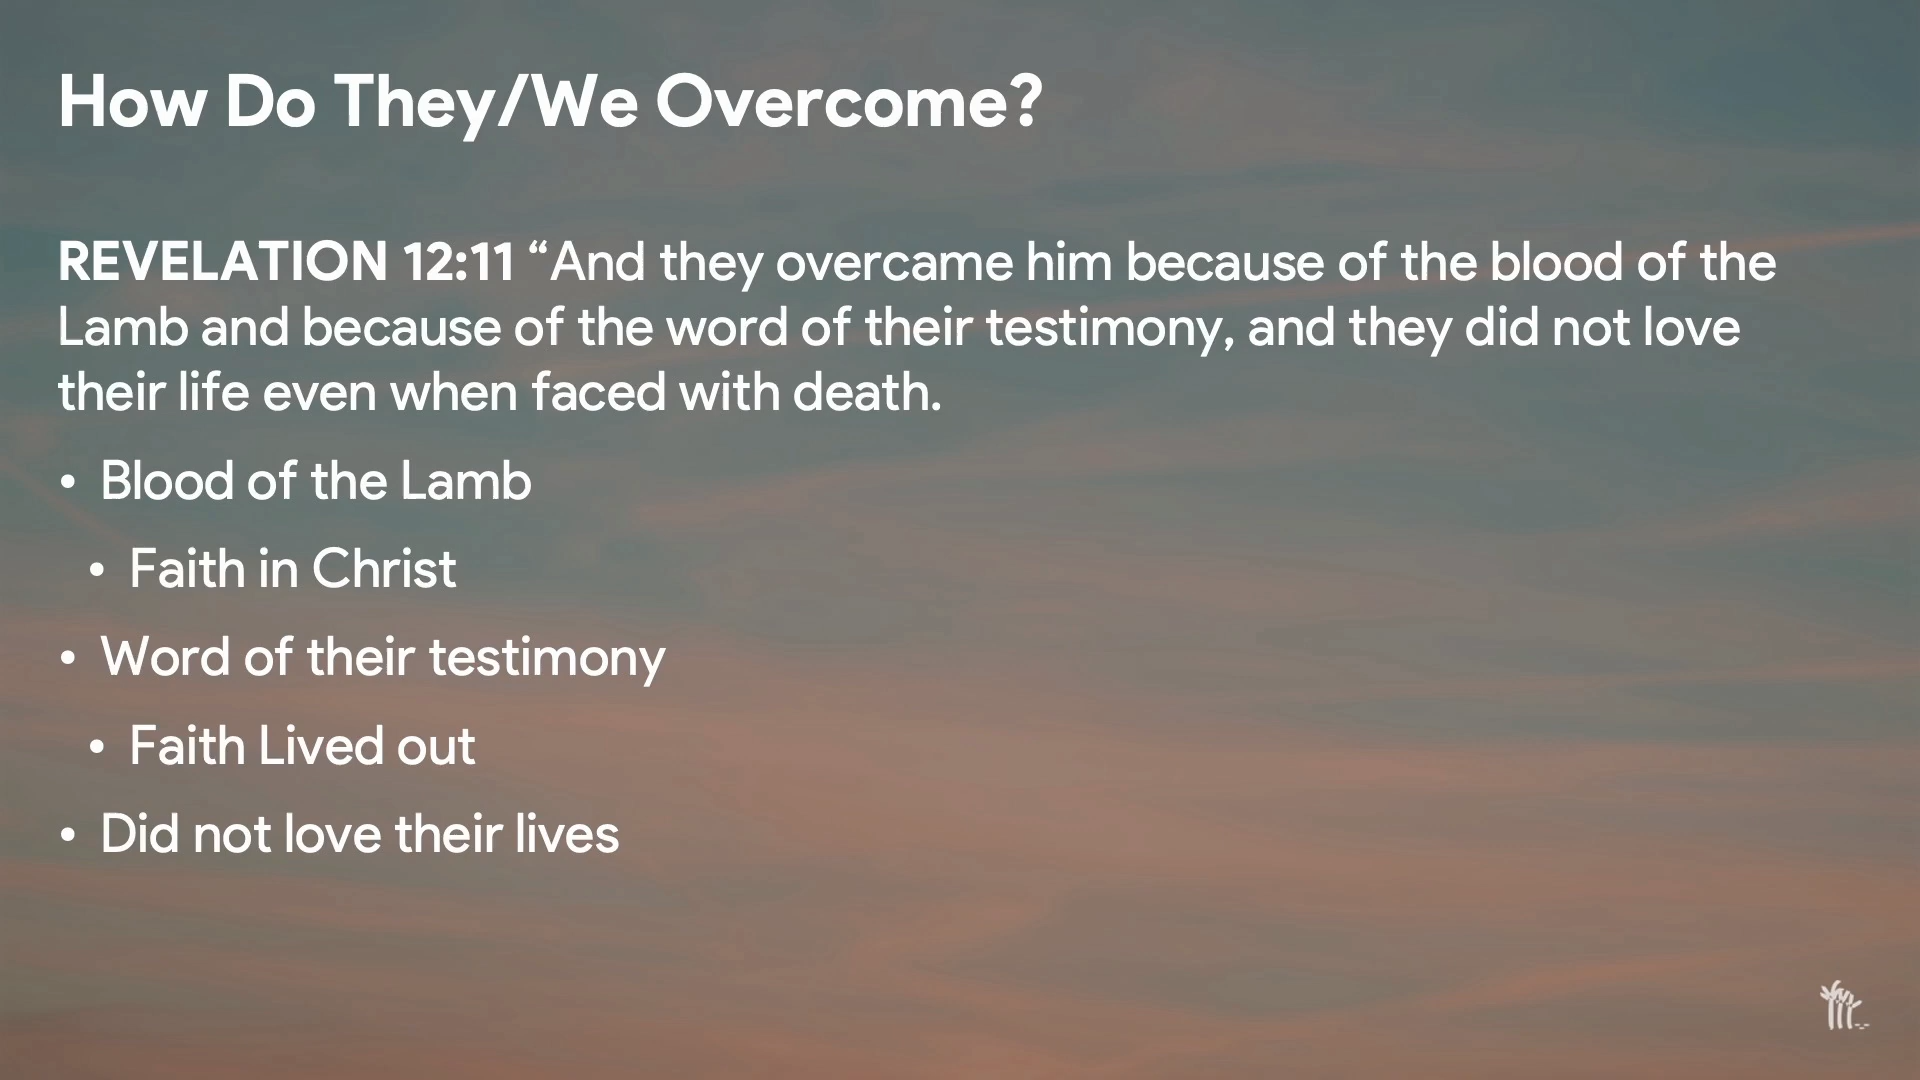 How Do They/We Overcome?
REVELATION 12:11 “And they overcame him because of the blood of the
Lamb and because of the word of their testimony, and they did not love
their life even when faced with death.
• Blood of the Lamb
• Faith in Christ
• Word of their testimony
• Faith Lived out
• Did not love their lives